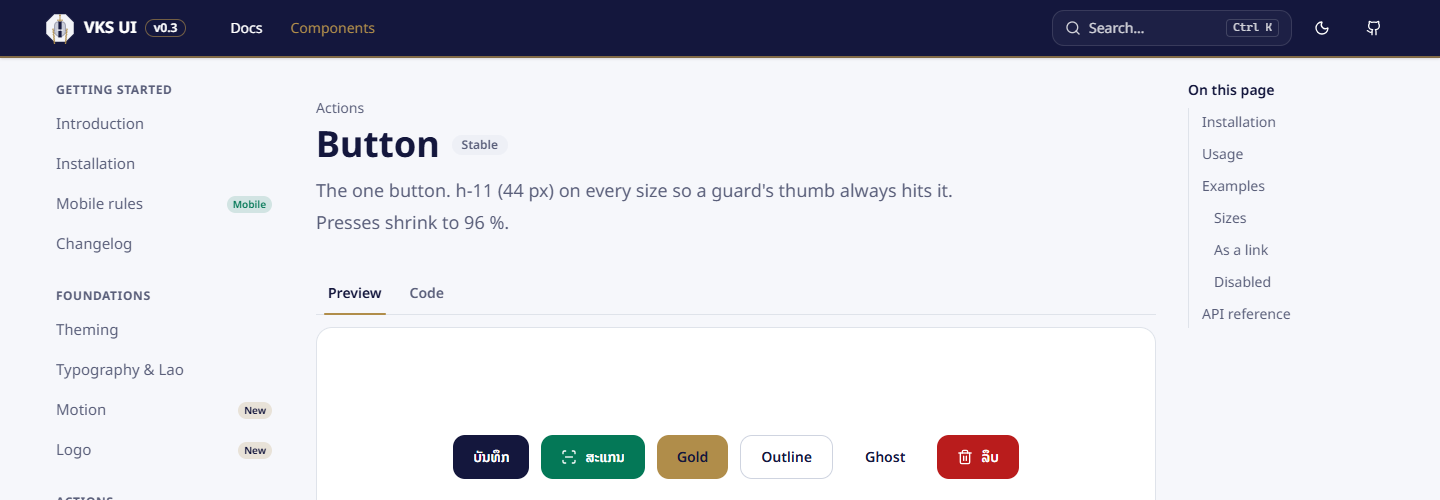 VKS UI v0.3 Docs Components Search... Ctrl K
GETTING STARTED
Introduction
Installation
Mobile rules Mobile
Changelog
FOUNDATIONS
Theming
Typography & Lao
Motion New
Logo New
Actions
Button Stable
The one button. h-11 (44 px) on every size so a guard's thumb always hits it.
Presses shrink to 96 %.
Preview Code
ບັນທຶກ ສະແກນ Gold Outline Ghost ລຶບ
On this page
Installation
Usage
Examples
Sizes
As a link
Disabled
API reference